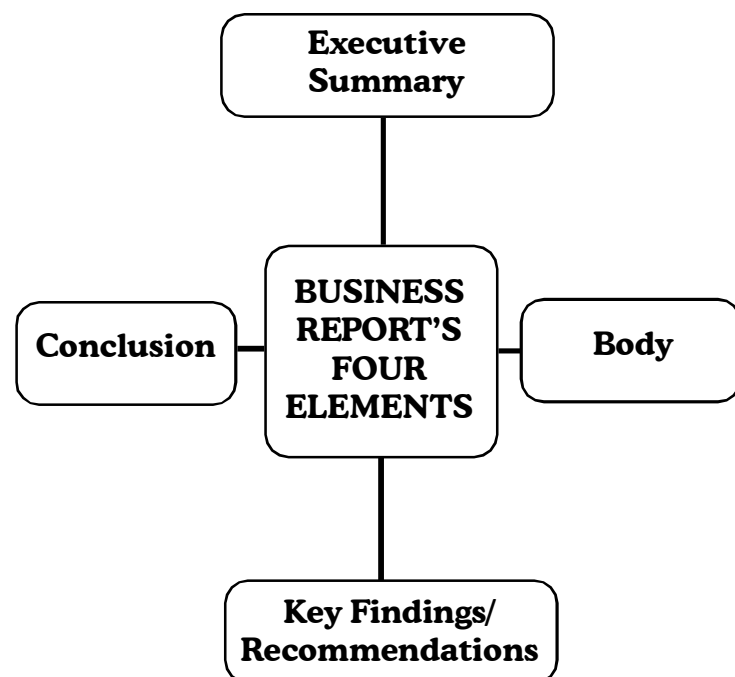 Executive
Summary
BUSINESS
REPORT’S
FOUR
ELEMENTS
Conclusion
Body
Key Findings/
Recommendations